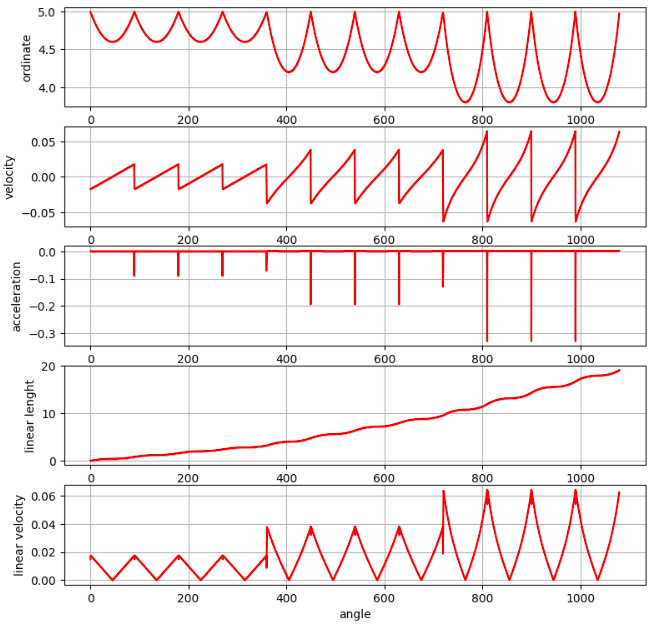 5.0
4.5
4.0
ordinate
0 200 400 600 800 1000
0.05
0.00
−0.05
velocity
0 200 400 600 800 1000
0.0
−0.1
−0.2
−0.3
acceleration
0 200 400 600 800 1000
20
10
0
linear lenght
0 200 400 600 800 1000
0.06
0.04
0.02
0.00
linear velocity
0 200 400 600 800 1000
angle